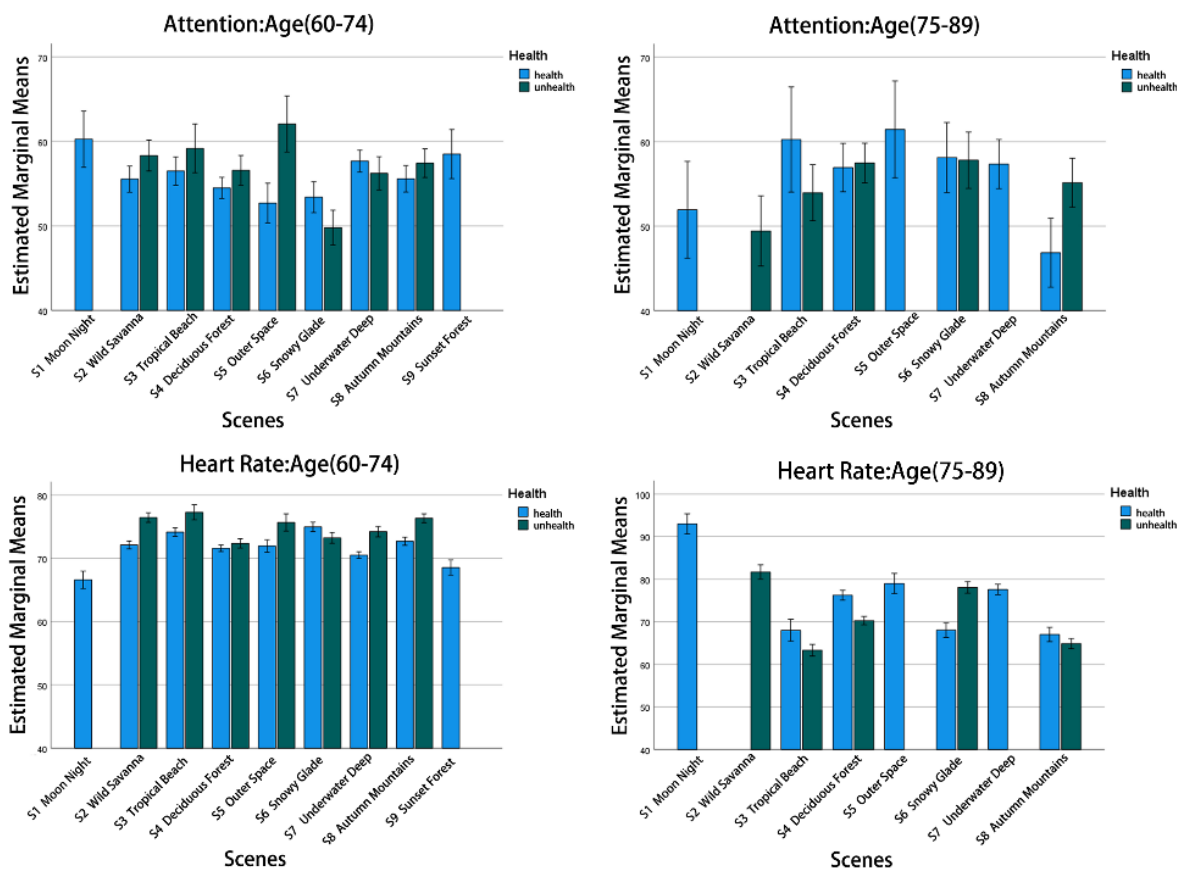 Attention:Age(60-74)
Estimated Marginal Means
70
60
50
40
Health
health
unhealth
S1 Moon Night
S2 Wild Savanna
S3 Tropical Beach
S4 Deciduous Forest
S5 Outer Space
S6 Snowy Glade
S7 Underwater Deep
S8 Autumn Mountains
S9 Sunset Forest
Scenes
Attention:Age(75-89)
Estimated Marginal Means
70
60
50
40
Health
health
unhealth
S1 Moon Night
S2 Wild Savanna
S3 Tropical Beach
S4 Deciduous Forest
S5 Outer Space
S6 Snowy Glade
S7 Underwater Deep
S8 Autumn Mountains
Scenes
Heart Rate:Age(60-74)
Estimated Marginal Means
80
70
60
50
40
Health
health
unhealth
S1 Moon Night
S2 Wild Savanna
S3 Tropical Beach
S4 Deciduous Forest
S5 Outer Space
S6 Snowy Glade
S7 Underwater Deep
S8 Autumn Mountains
S9 Sunset Forest
Scenes
Heart Rate:Age(75-89)
Estimated Marginal Means
100
90
80
70
60
50
40
Health
health
unhealth
S1 Moon Night
S2 Wild Savanna
S3 Tropical Beach
S4 Deciduous Forest
S5 Outer Space
S6 Snowy Glade
S7 Underwater Deep
S8 Autumn Mountains
Scenes